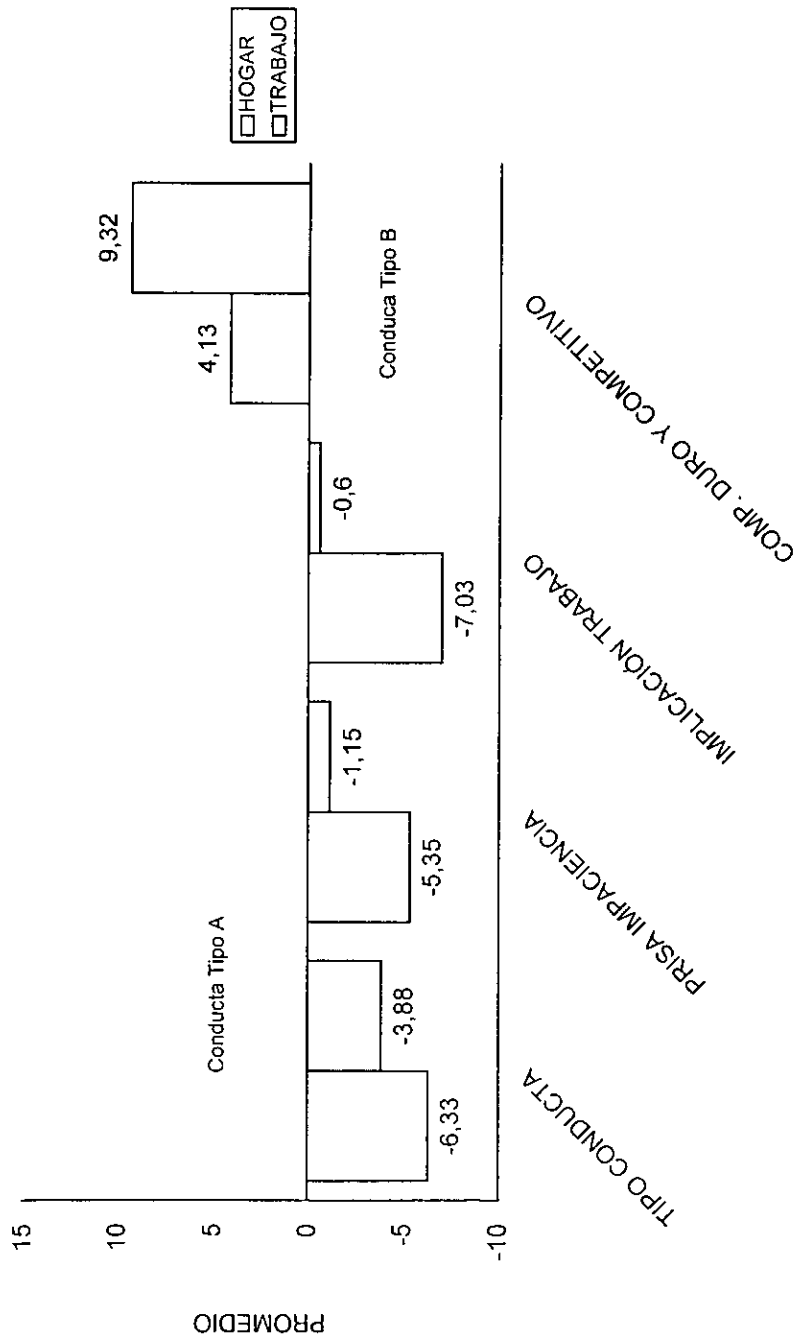 HOGAR
TRABAJO
PROMEDIO
15
10
5
0
-5
-10
Conducta Tipo A
Conduca Tipo B
-6,33
-3,88
-5,35
-1,15
-7,03
-0,6
4,13
9,32
TIPO CONDUCTA
PRISA IMPACIENCIA
IMPLICACIÓN TRABAJO
COMP. DURO Y COMPETITIVO